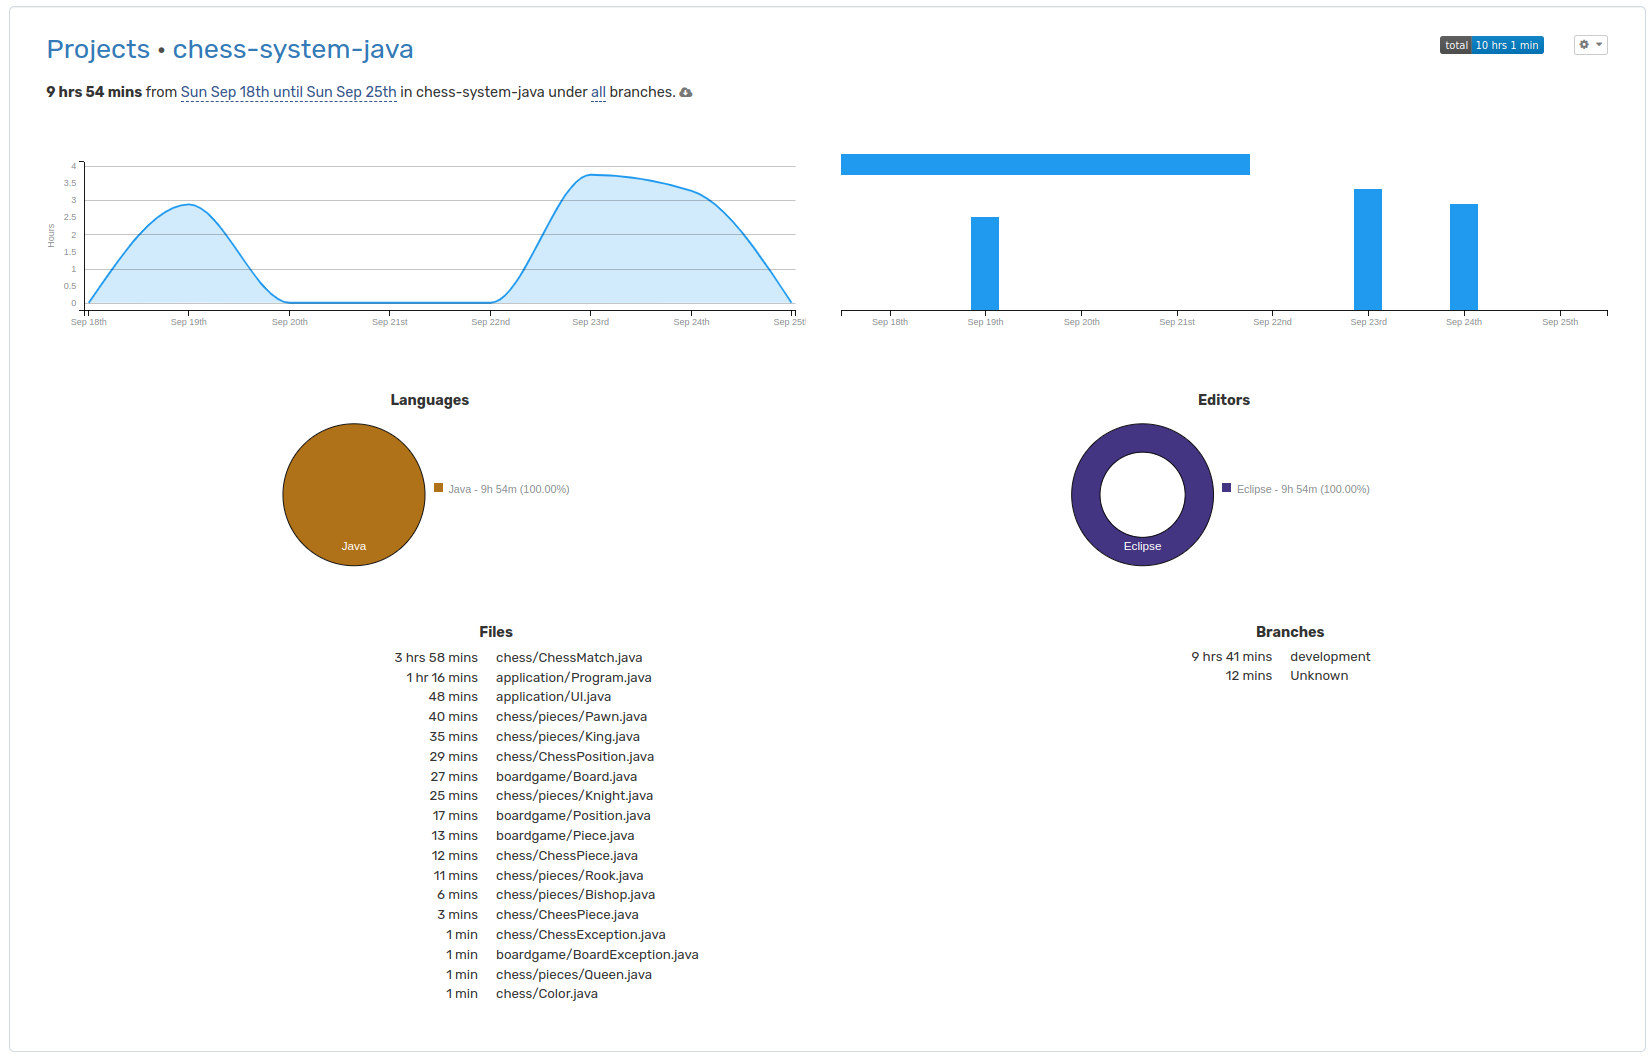 Projects • chess-system-java
total 10 hrs 1 min
9 hrs 54 mins from Sun Sep 18th until Sun Sep 25th in chess-system-java under all branches.
Hours
4
3.5
3
2.5
2
1.5
1
0.5
0
Sep 18th Sep 19th Sep 20th Sep 21st Sep 22nd Sep 23rd Sep 24th Sep 25t
Sep 18th Sep 19th Sep 20th Sep 21st Sep 22nd Sep 23rd Sep 24th Sep 25th
Languages
Java - 9h 54m (100.00%)
Java
Editors
Eclipse - 9h 54m (100.00%)
Eclipse
Files
3 hrs 58 mins chess/ChessMatch.java
1 hr 16 mins application/Program.java
48 mins application/UI.java
40 mins chess/pieces/Pawn.java
35 mins chess/pieces/King.java
29 mins chess/ChessPosition.java
27 mins boardgame/Board.java
25 mins chess/pieces/Knight.java
17 mins boardgame/Position.java
13 mins boardgame/Piece.java
12 mins chess/ChessPiece.java
11 mins chess/pieces/Rook.java
6 mins chess/pieces/Bishop.java
3 mins chess/CheesPiece.java
1 min chess/ChessException.java
1 min boardgame/BoardException.java
1 min chess/pieces/Queen.java
1 min chess/Color.java
Branches
9 hrs 41 mins development
12 mins Unknown